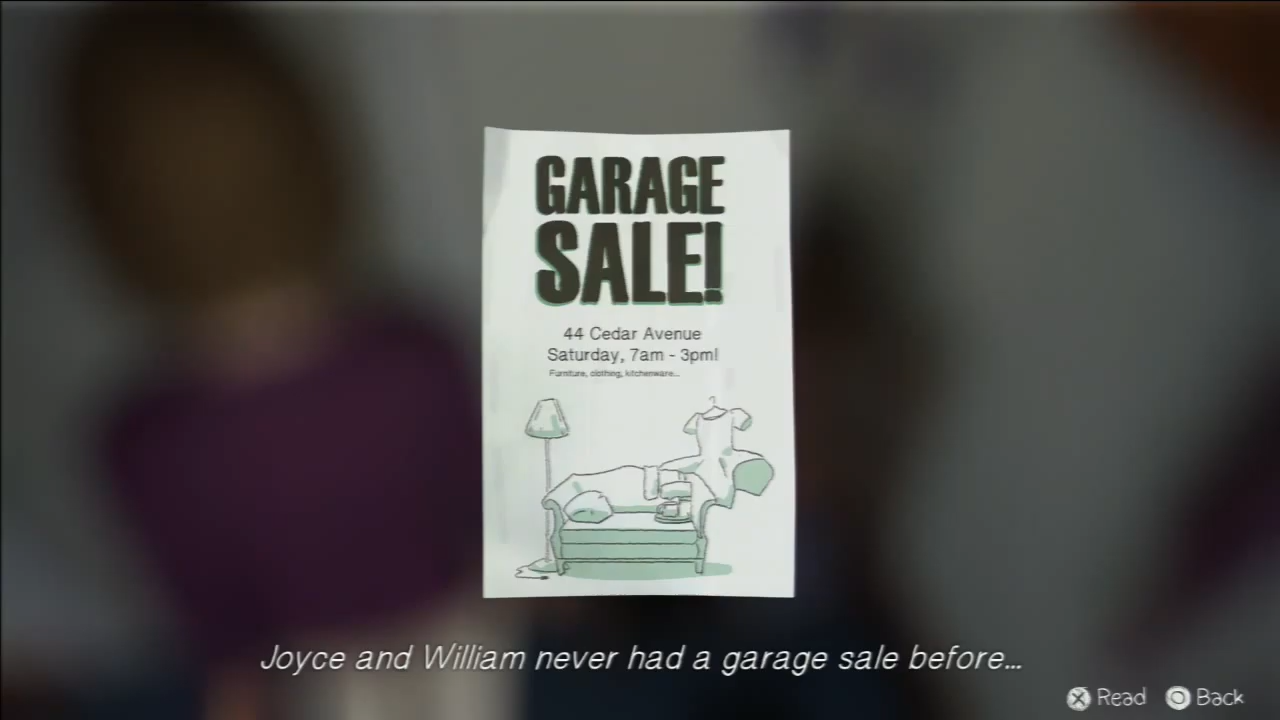 GARAGE
SALE!
44 Cedar Avenue
Saturday, 7am - 3pm!
Furniture, clothing, kitchenware...
Joyce and William never had a garage sale before...
Read Back